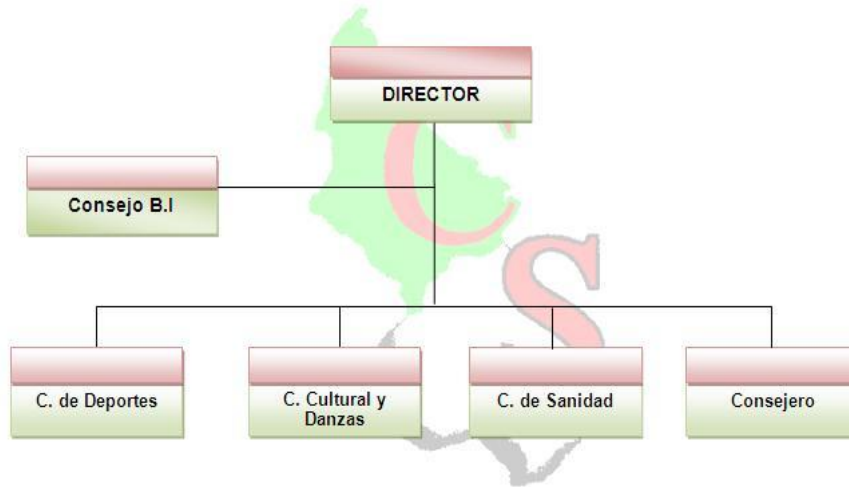 DIRECTOR
Consejo B.I
C. de Deportes
C. Cultural y
Danzas
C. de Sanidad
Consejero
C
S